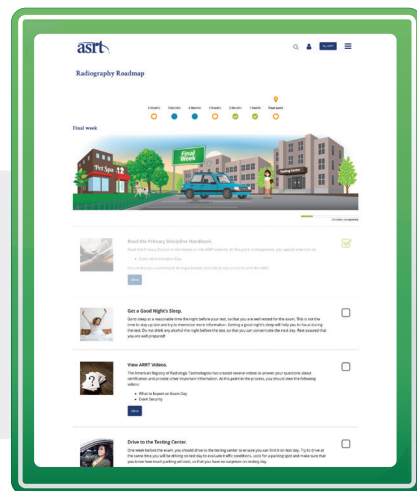 asrt
My ASRT
Radiography Roadmap
2 Months 1 Month Final week
Final week
Pet Spa
Final
Week
Testing Center
Read the Primary Discipline Handbook.
Get a Good Night's Sleep.
Go to sleep at a reasonable time the night before your test, so that you are well rested for the exam. This is not the
time to stay up late and try to memorize more information. Getting a good night's sleep will help you to focus during
the test. Do not drink any alcohol the night before the test, so that you can concentrate the next day. Rest assured that
you are well prepared!
View ARRT Videos.
The American Registry of Radiologic Technologists has created several videos to answer your questions about
certification and provide other important information. At this point in the process, you should view the following
videos:
• What to Expect on Exam Day
• Exam Security
Drive to the Testing Center.
One week before the exam, you should drive to the testing center to ensure you can find it on test day. Try to drive at
the same time you will be driving on test day to evaluate traffic conditions. Look for a parking spot and make sure that
you know how much parking will cost, so that you have no surprises on testing day.